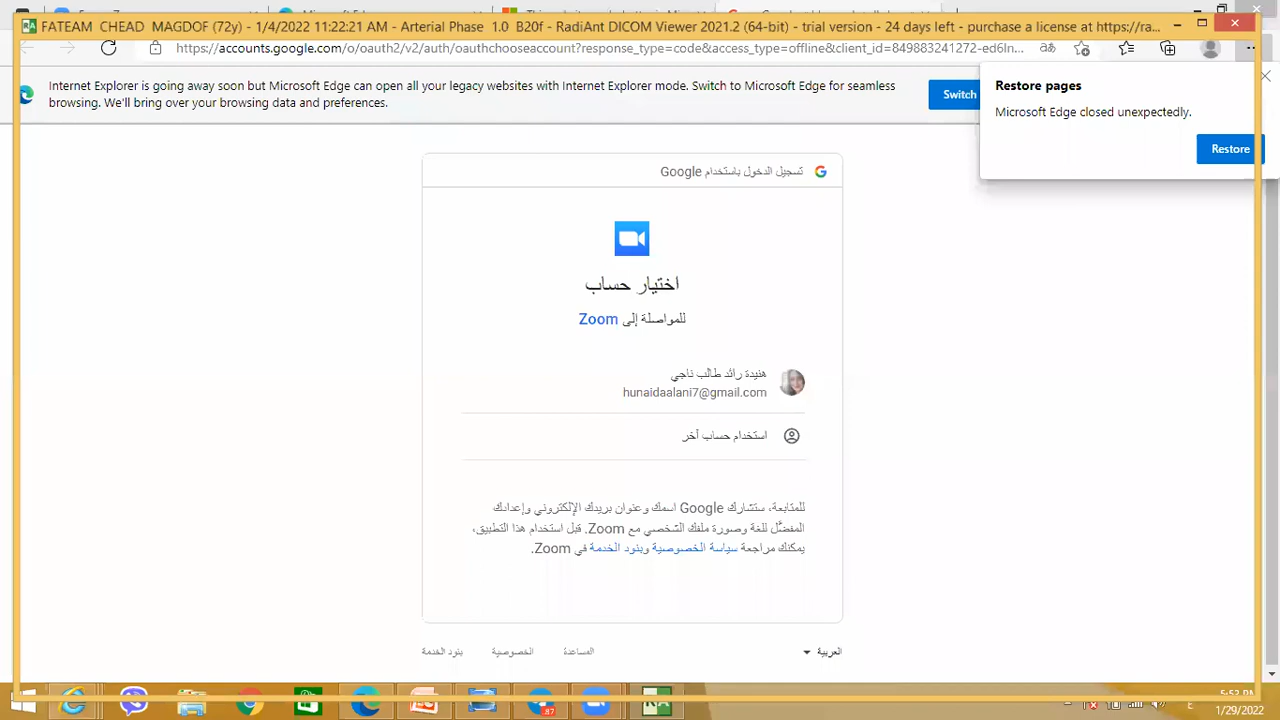 FATEAM CHEAD MAGDOF (72y) - 1/4/2022 11:22:21 AM - Arterial Phase 1.0 B20f - RadiAnt DICOM Viewer 2021.2 (64-bit) - trial version - 24 days left - purchase a license at https://ra...
https://accounts.google.com/o/oauth2/v2/auth/oauthchooseaccount?response_type=code&access_type=offline&client_id=849883241272-ed6ln...
Internet Explorer is going away soon but Microsoft Edge can open all your legacy websites with Internet Explorer mode. Switch to Microsoft Edge for seamless
browsing. We'll bring over your browsing data and preferences.
Switch
Restore pages
Microsoft Edge closed unexpectedly.
Restore
تسجيل الدخول باستخدام Google
اختيار حساب
للمواصلة إلى Zoom
هنيدة رائد طالب ناجي
hunaidaalani7@gmail.com
استخدام حساب آخر
للمتابعة، ستشارك Google اسمك وعنوان بريدك الإلكتروني وإعدادك
المفضَّل للغة وصورة ملفك الشخصي مع Zoom. قبل استخدام هذا التطبيق،
يمكنك مراجعة سياسة الخصوصية وبنود الخدمة في Zoom.
العربية
المساعدة
الخصوصية
بنود الخدمة
87
5:52 PM
1/29/2022